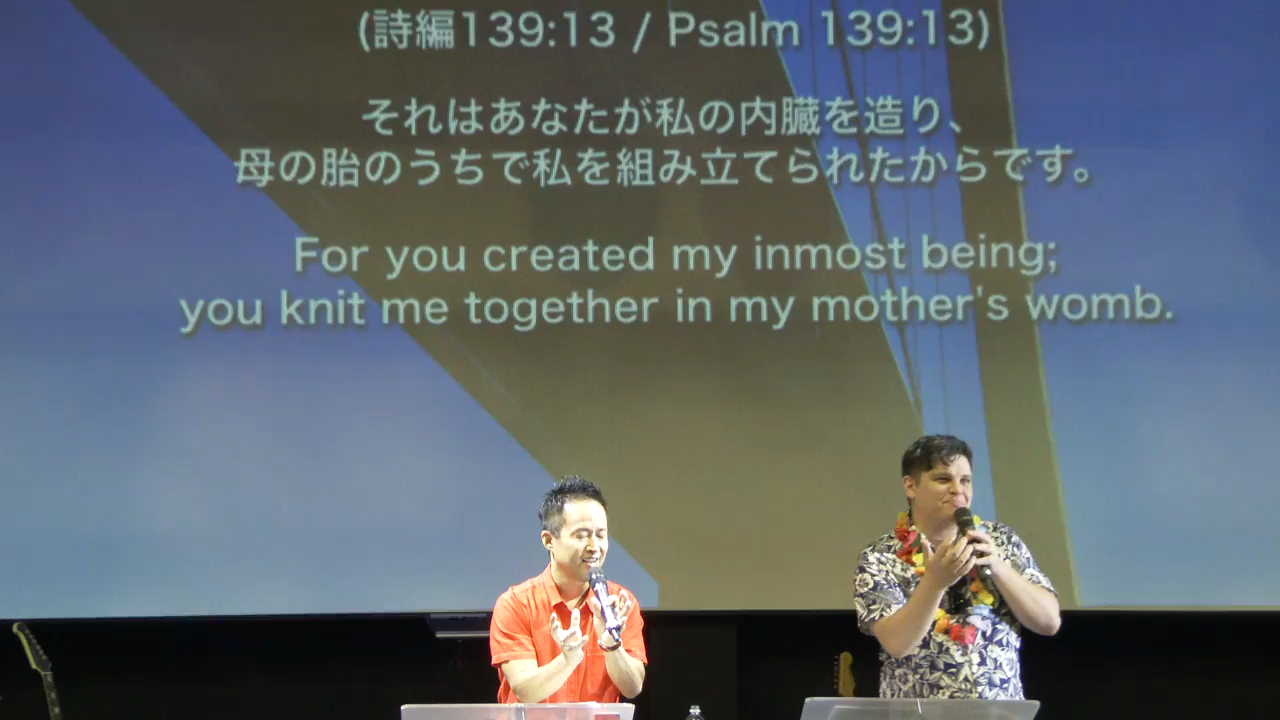 (詩編139:13 / Psalm 139:13)
それはあなたが私の内臓を造り、
母の胎のうちで私を組み立てられたからです。
For you created my inmost being;
you knit me together in my mother's womb.